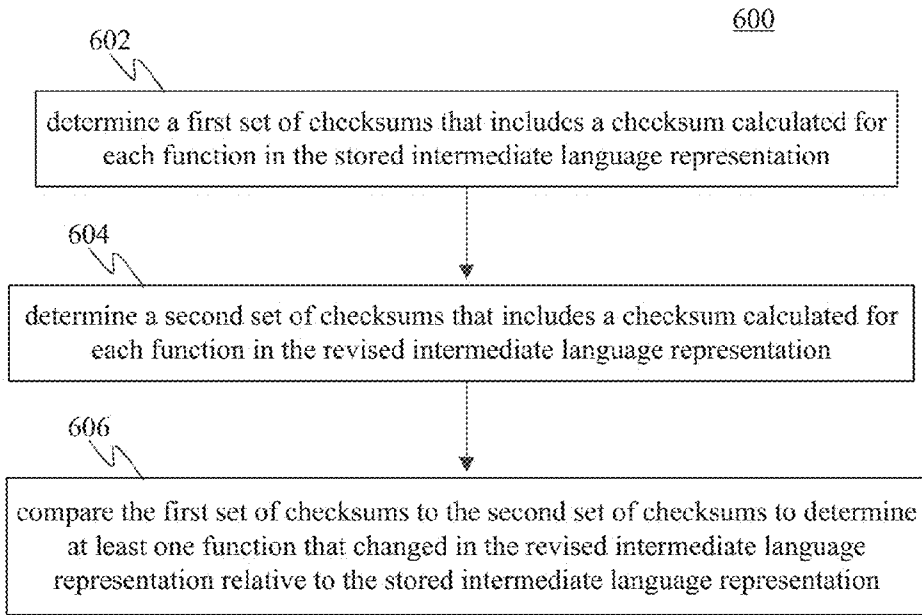 600
602
determine a first set of checksums that includes a checksum calculated for
each function in the stored intermediate language representation
604
determine a second set of checksums that includes a checksum calculated for
each function in the revised intermediate language representation
606
compare the first set of checksums to the second set of checksums to determine
at least one function that changed in the revised intermediate language
representation relative to the stored intermediate language representation